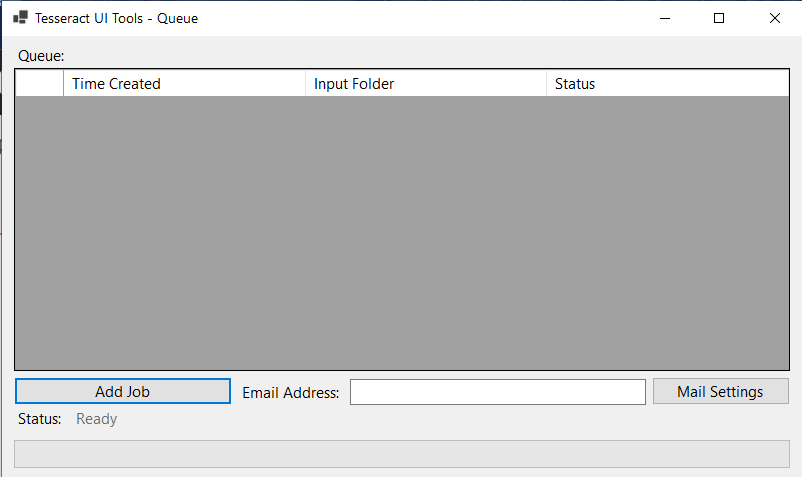 Tesseract UI Tools - Queue
Queue:
Time Created Input Folder Status
Add Job Email Address: Mail Settings
Status: Ready